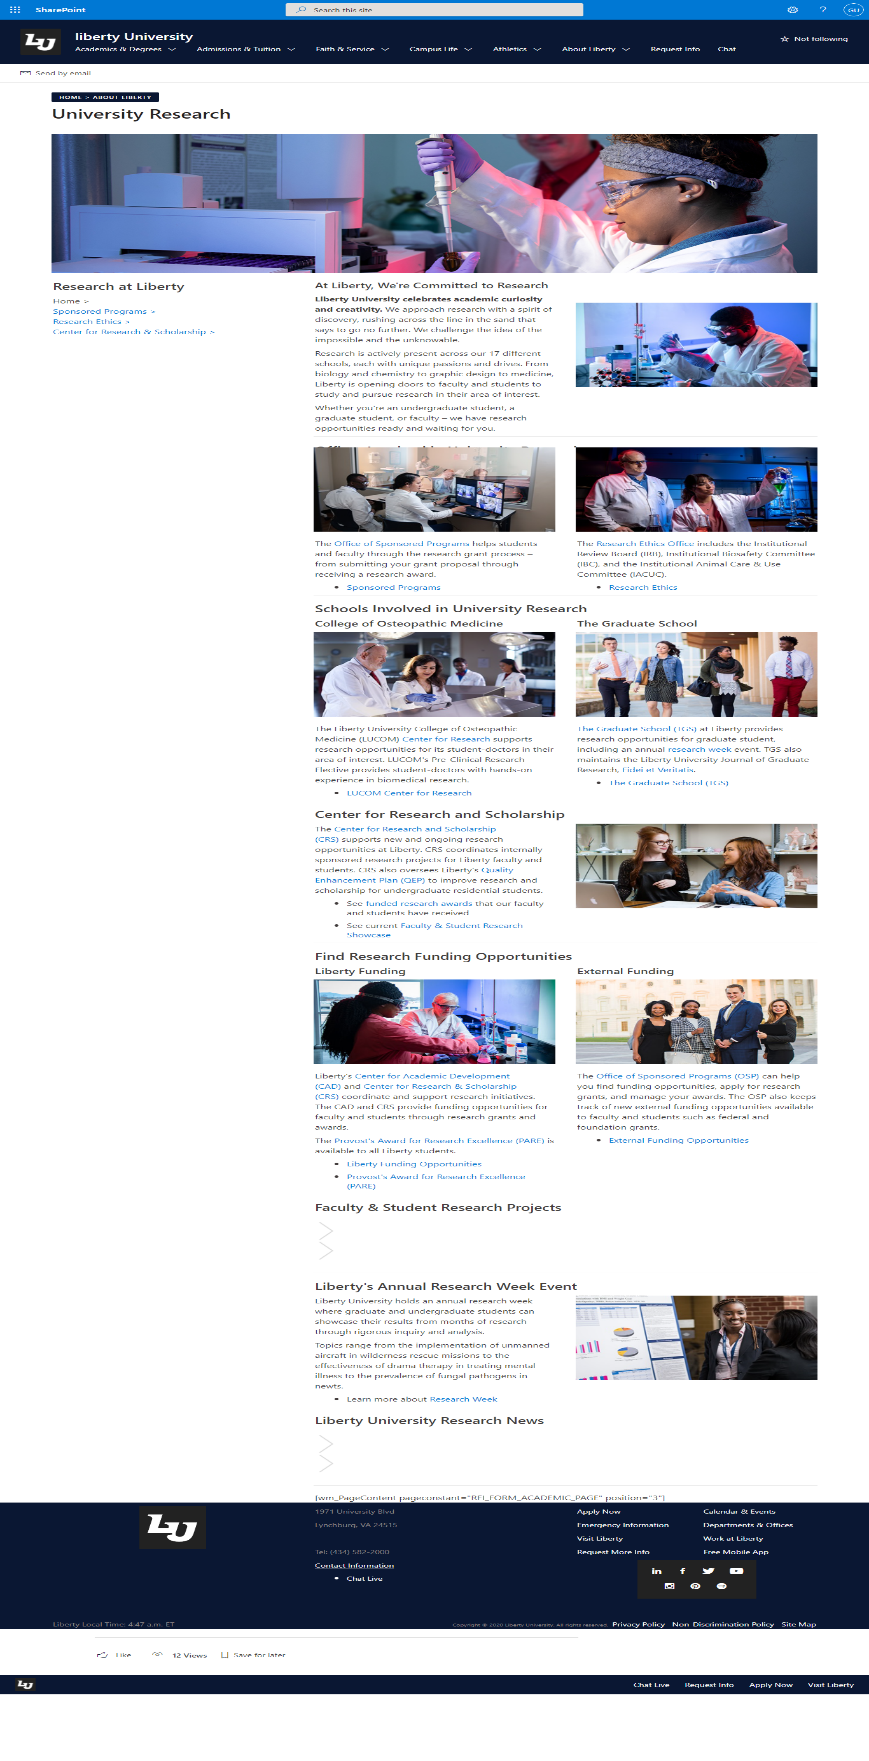 SharePoint
Search this site
GU
LU
liberty University
Academics & Degrees
Admissions & Tuition
Faith & Service
Campus Life
Athletics
About Liberty
Request Info
Chat
Not following
Send by email
HOME > ABOUT LIBERTY
University Research
Research at Liberty
Home >
Sponsored Programs >
Research Ethics >
Center for Research & Scholarship >
At Liberty, We're Committed to Research
Liberty University celebrates academic curiosity
and creativity. We approach research with a spirit of
discovery, rushing across the line in the sand that
says to go no further. We challenge the idea of the
impossible and the unknowable.
Research is actively present across our 17 different
schools, each with unique passions and drives. From
biology and chemistry to graphic design to medicine,
Liberty is opening doors to faculty and students to
study and pursue research in their area of interest.
Whether you're an undergraduate student, a
graduate student, or faculty – we have research
opportunities ready and waiting for you.
The Office of Sponsored Programs helps students
and faculty through the research grant process –
from submitting your grant proposal through
receiving a research award.
Sponsored Programs
The Research Ethics Office includes the Institutional
Review Board (IRB), Institutional Biosafety Committee
(IBC), and the Institutional Animal Care & Use
Committee (IACUC).
Research Ethics
Schools Involved in University Research
College of Osteopathic Medicine
The Liberty University College of Osteopathic
Medicine (LUCOM) Center for Research supports
research opportunities for its student-doctors in their
area of interest. LUCOM's Pre-Clinical Research
Elective provides student-doctors with hands-on
experience in biomedical research.
LUCOM Center for Research
The Graduate School
The Graduate School (TGS) at Liberty provides
research opportunities for graduate student,
including an annual research week event. TGS also
maintains the Liberty University Journal of Graduate
Research, Fidei et Veritatis.
The Graduate School (TGS)
Center for Research and Scholarship
The Center for Research and Scholarship
(CRS) supports new and ongoing research
opportunities at Liberty. CRS coordinates internally
sponsored research projects for Liberty faculty and
students. CRS also oversees Liberty's Quality
Enhancement Plan (QEP) to improve research and
scholarship for undergraduate residential students.
See funded research awards that our faculty
and students have received
See current Faculty & Student Research
Showcase
Find Research Funding Opportunities
Liberty Funding
Liberty's Center for Academic Development
(CAD) and Center for Research & Scholarship
(CRS) coordinate and support research initiatives.
The CAD and CRS provide funding opportunities for
faculty and students through research grants and
awards.
The Provost's Award for Research Excellence (PARE) is
available to all Liberty students.
Liberty Funding Opportunities
Provost's Award for Research Excellence
(PARE)
External Funding
The Office of Sponsored Programs (OSP) can help
you find funding opportunities, apply for research
grants, and manage your awards. The OSP also keeps
track of new external funding opportunities available
to faculty and students such as federal and
foundation grants.
External Funding Opportunities
Faculty & Student Research Projects
Liberty's Annual Research Week Event
Liberty University holds an annual research week
where graduate and undergraduate students can
showcase their results from months of research
through rigorous inquiry and analysis.
Topics range from the implementation of unmanned
aircraft in wilderness rescue missions to the
effectiveness of drama therapy in treating mental
illness to the prevalence of fungal pathogens in
newts.
Learn more about Research Week
Liberty University Research News
[wm_PageContent pageconstant="RFI_FORM_ACADEMIC_PAGE" position="3"]
LU
1971 University Blvd
Lynchburg, VA 24515
Tel: (434) 582-2000
Contact Information
Chat Live
Apply Now
Emergency Information
Visit Liberty
Request More Info
Calendar & Events
Departments & Offices
Work at Liberty
Free Mobile App
Liberty Local Time: 4:47 a.m. ET
Copyright © 2020 Liberty University. All rights reserved.
Privacy Policy
Non-Discrimination Policy
Site Map
Like
12 Views
Save for later
LU
Chat Live
Request Info
Apply Now
Visit Liberty